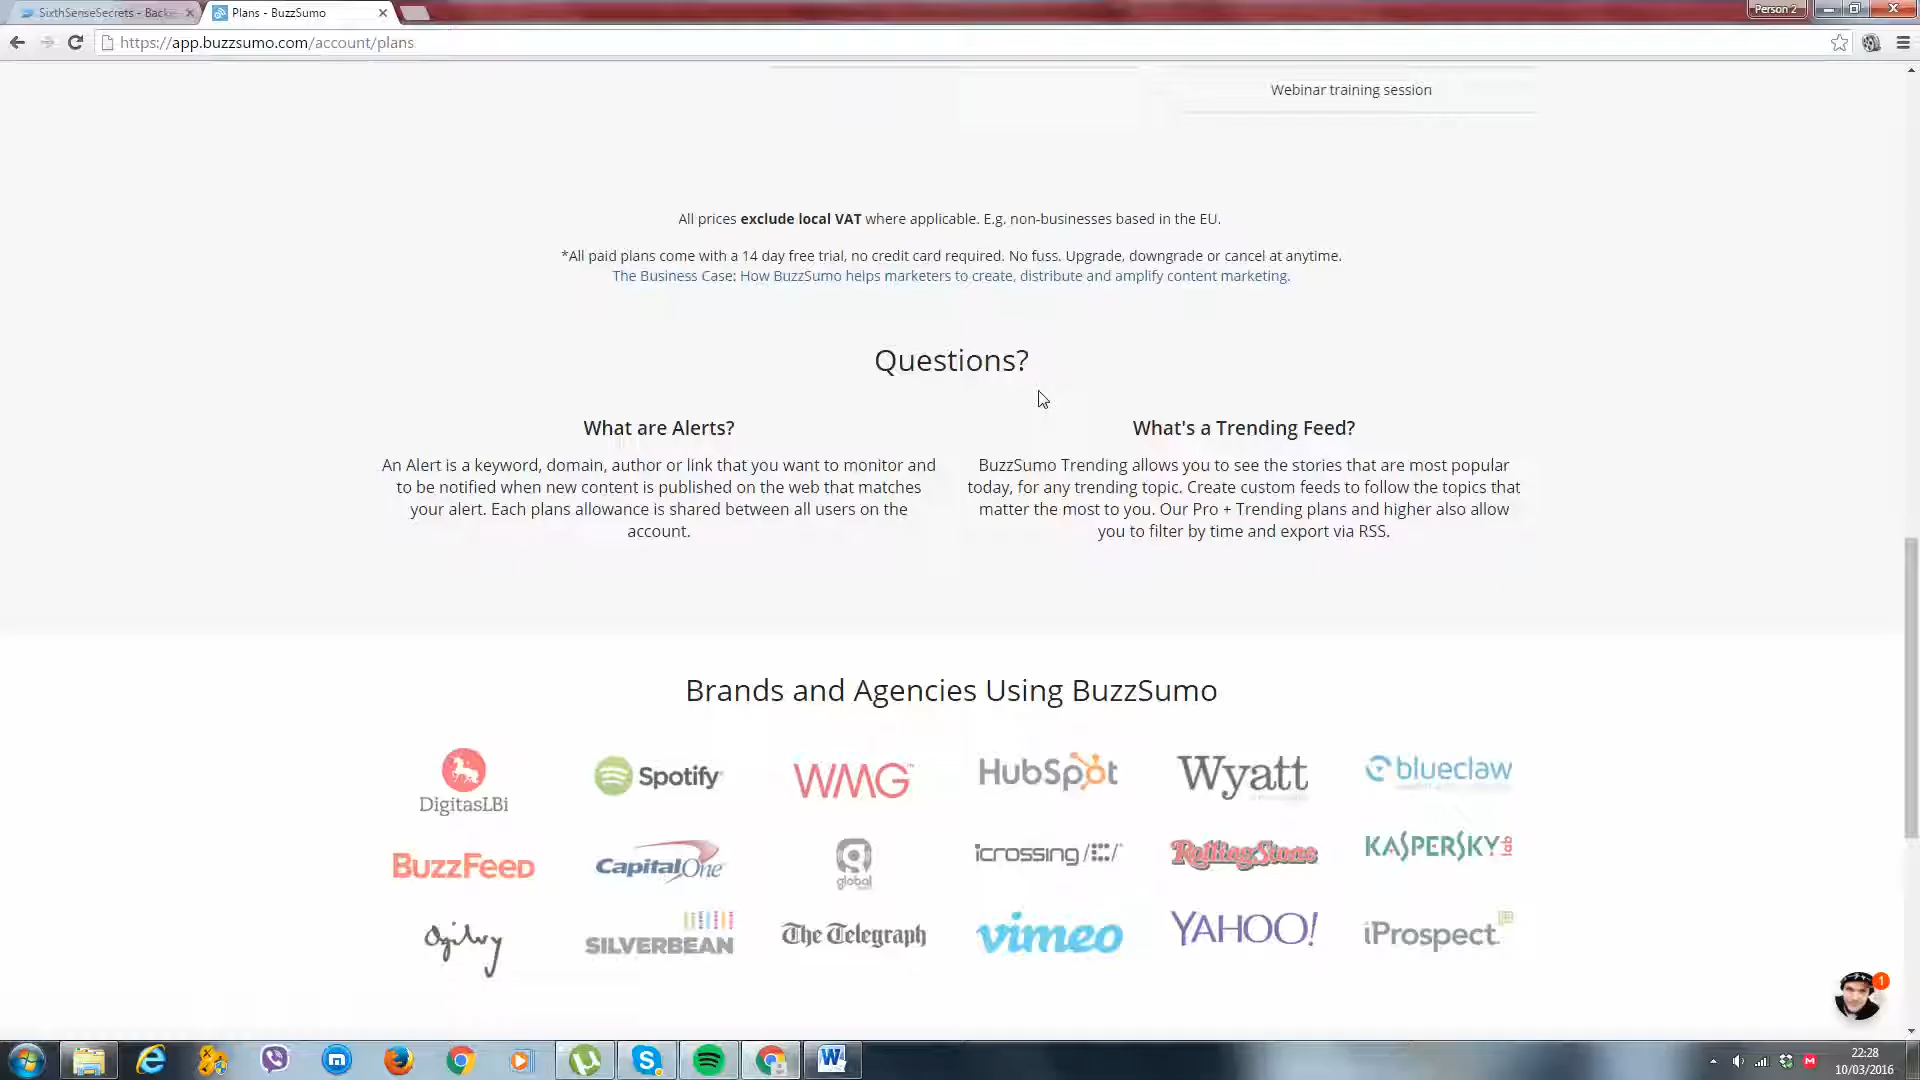 SixthSenseSecrets - Back
Plans - BuzzSumo
Person 2
https://app.buzzsumo.com/account/plans
Webinar training session
All prices exclude local VAT where applicable. E.g. non-businesses based in the EU.
*All paid plans come with a 14 day free trial, no credit card required. No fuss. Upgrade, downgrade or cancel at anytime.
The Business Case: How BuzzSumo helps marketers to create, distribute and amplify content marketing.
Questions?
What are Alerts?
An Alert is a keyword, domain, author or link that you want to monitor and
to be notified when new content is published on the web that matches
your alert. Each plans allowance is shared between all users on the
account.
What's a Trending Feed?
BuzzSumo Trending allows you to see the stories that are most popular
today, for any trending topic. Create custom feeds to follow the topics that
matter the most to you. Our Pro + Trending plans and higher also allow
you to filter by time and export via RSS.
Brands and Agencies Using BuzzSumo
DigitasLBi
Spotify
WMG
HubSpot
Wyatt
blueclaw
BuzzFeed
Capital One
global
icrossing
RollingStone
KASPERSKY lab
Ogilvy
SILVERBEAN
The Telegraph
vimeo
YAHOO!
iProspect
1
22:28
10/03/2016